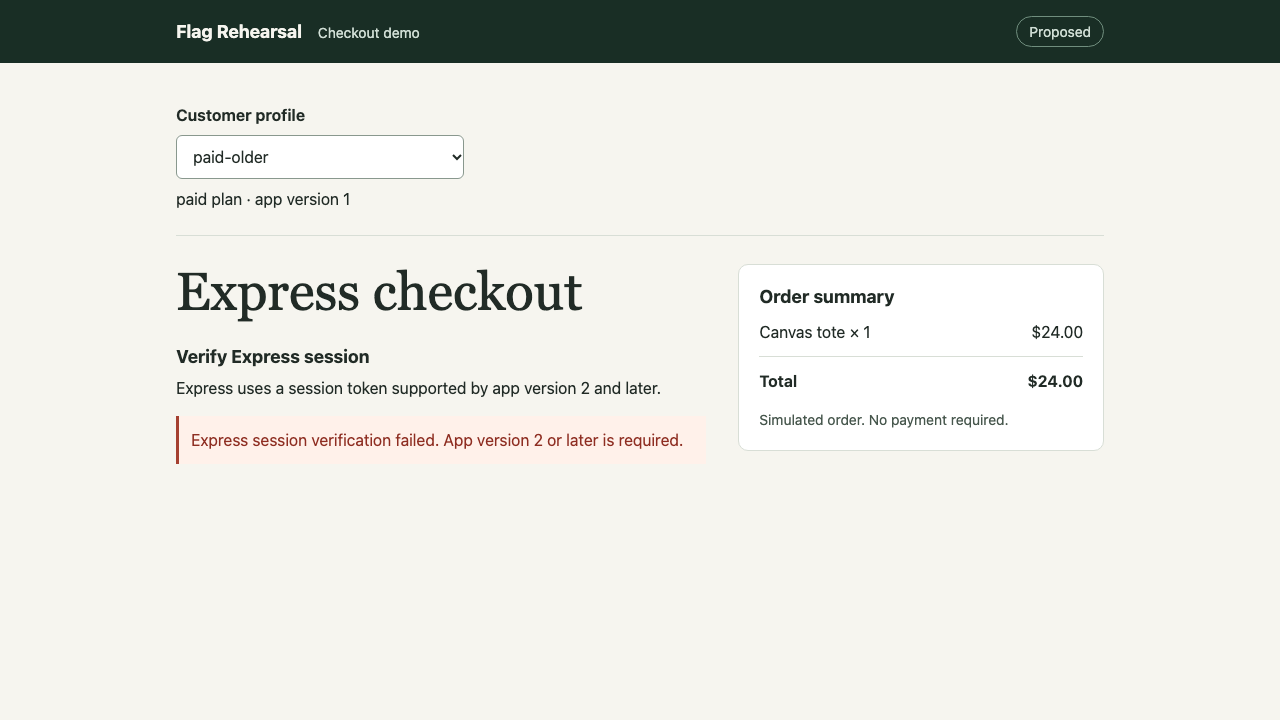 Flag Rehearsal
Checkout demo
Proposed
Customer profile
paid-older
paid plan · app version 1
Express checkout
Verify Express session
Express uses a session token supported by app version 2 and later.
Express session verification failed. App version 2 or later is required.
Order summary
Canvas tote × 1 $24.00
Total $24.00
Simulated order. No payment required.